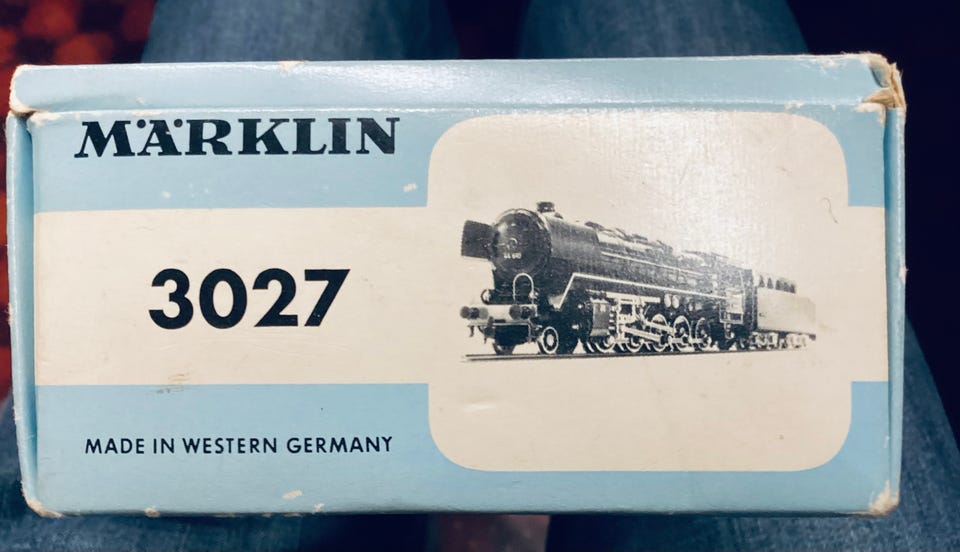 MÄRKLIN
3027
MADE IN WESTERN GERMANY